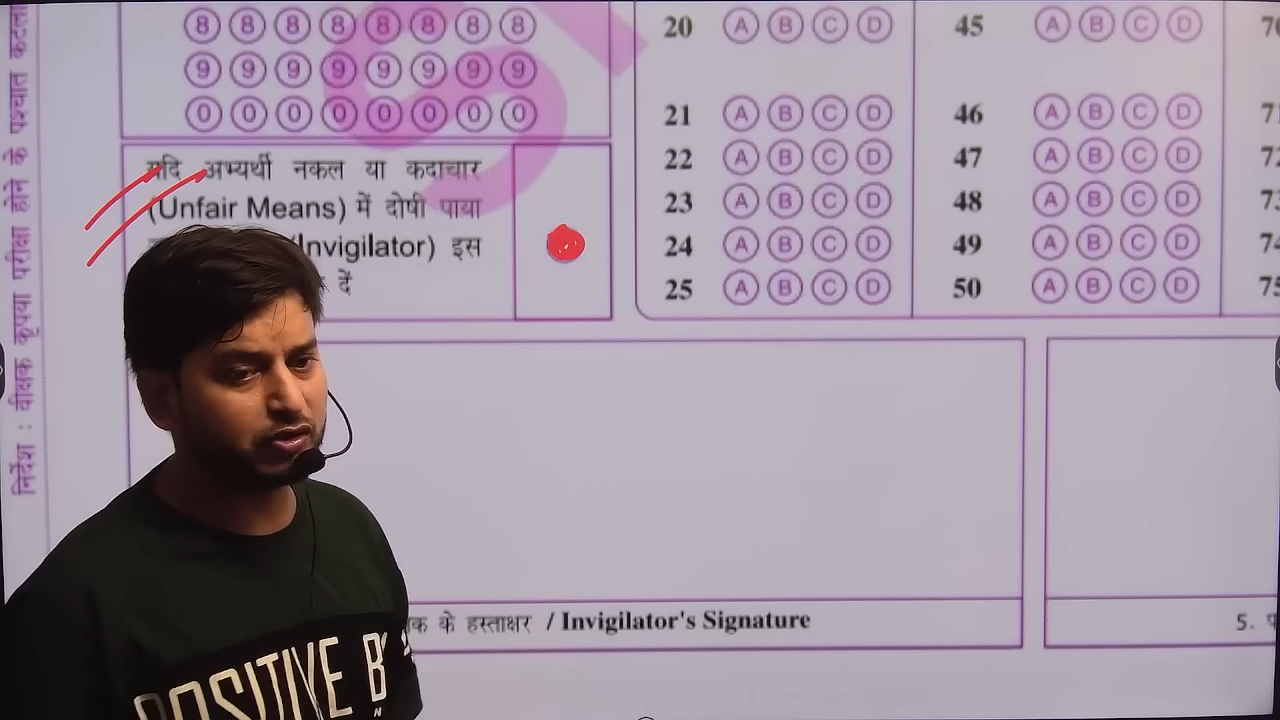 8 8 8 8 8 8 8 8
9 9 9 9 9 9 9 9
0 0 0 0 0 0 0 0
यदि अभ्यर्थी नकल या कदाचार
(Unfair Means) में दोषी पाया
/Invigilator) इस
दें
20 A B C D
21 A B C D
22 A B C D
23 A B C D
24 A B C D
25 A B C D
45 A B C D
46 A B C D
47 A B C D
48 A B C D
49 A B C D
50 A B C D
75
के हस्ताक्षर / Invigilator's Signature
5.
निर्देश : वीक्षक कृपया परीक्षा होने के पश्चात
POSITIVE